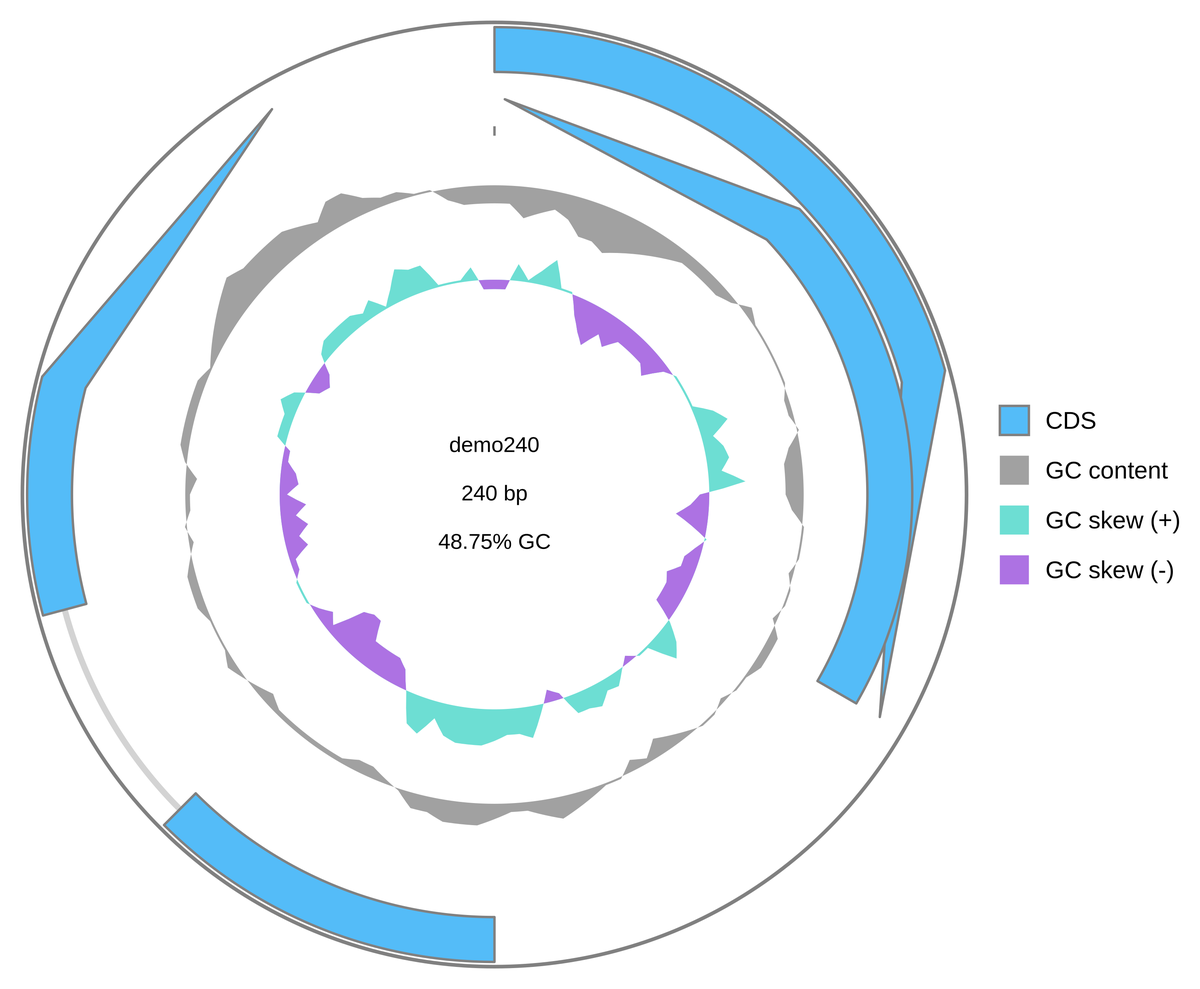 demo240
240 bp
48.75% GC
CDS
GC content
GC skew (+)
GC skew (-)